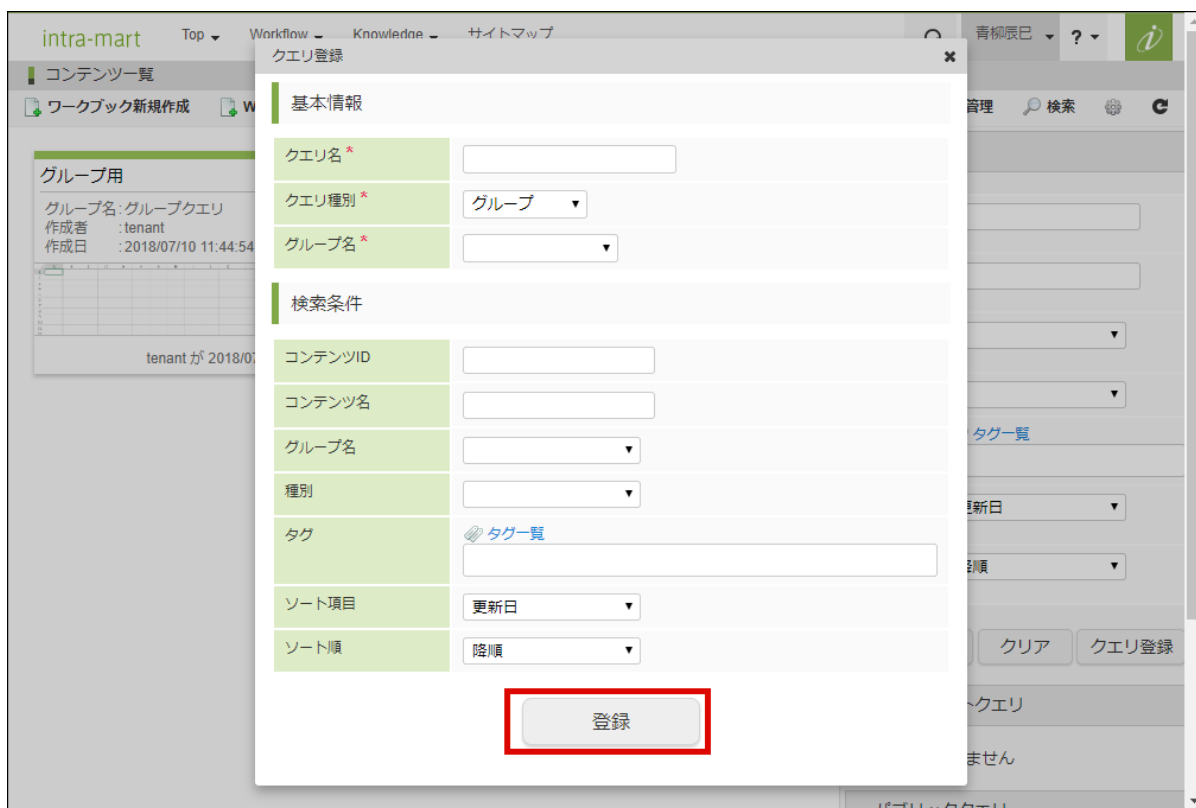 intra-mart Top Workflow Knowledge サイトマップ 青柳辰巳 ?
コンテンツ一覧
ワークブック新規作成 W 管理 検索
グループ用
グループ名:グループクエリ
作成者 :tenant
作成日 :2018/07/10 11:44:54
tenant が 2018/07
クエリ登録
基本情報
クエリ名*
クエリ種別* グループ
グループ名*
検索条件
コンテンツID
コンテンツ名
グループ名
種別
タグ タグ一覧
ソート項目 更新日
ソート順 降順
登録
タグ一覧
更新日
降順
クリア クエリ登録
トクエリ
ません
パブリッククエリ